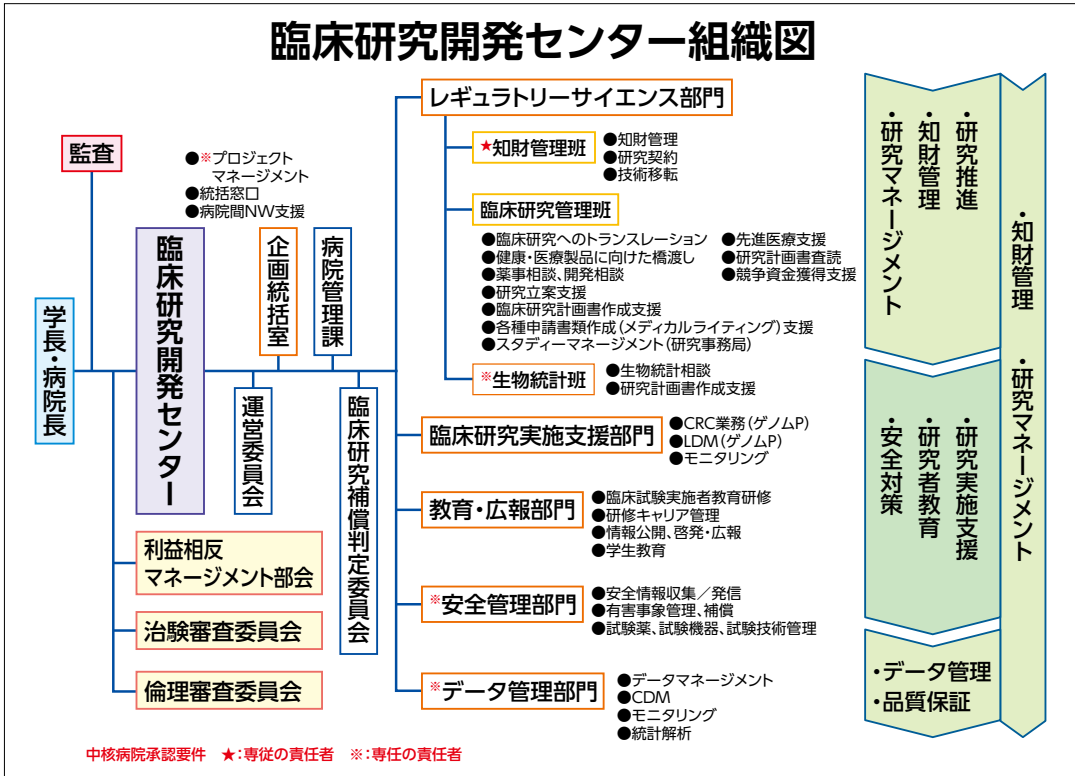 臨床研究開発センター組織図
監査
●※プロジェクト
マネージメント
●統括窓口
●病院間NW支援
学長・病院長
臨床研究開発センター
企画統括室
病院管理課
運営委員会
臨床研究補償判定委員会
利益相反
マネージメント部会
治験審査委員会
倫理審査委員会
レギュラトリーサイエンス部門
★知財管理班
●知財管理
●研究契約
●技術移転
臨床研究管理班
●臨床研究へのトランスレーション
●健康・医療製品に向けた橋渡し
●薬事相談、開発相談
●研究立案支援
●臨床研究計画書作成支援
●各種申請書類作成(メディカルライティング)支援
●スタディーマネージメント(研究事務局)
●先進医療支援
●研究計画書査読
●競争資金獲得支援
※生物統計班
●生物統計相談
●研究計画書作成支援
臨床研究実施支援部門
●CRC業務(ゲノムP)
●LDM(ゲノムP)
●モニタリング
教育・広報部門
●臨床試験実施者教育研修
●研修キャリア管理
●情報公開、啓発・広報
●学生教育
※安全管理部門
●安全情報収集／発信
●有害事象管理、補償
●試験薬、試験機器、試験技術管理
※データ管理部門
●データマネージメント
●CDM
●モニタリング
●統計解析
・研究推進
・知財管理
・研究マネージメント
・研究実施支援
・研究者教育
・安全対策
・データ管理
・品質保証
・知財管理
・研究マネージメント
中核病院承認要件 ★:専従の責任者 ※:専任の責任者